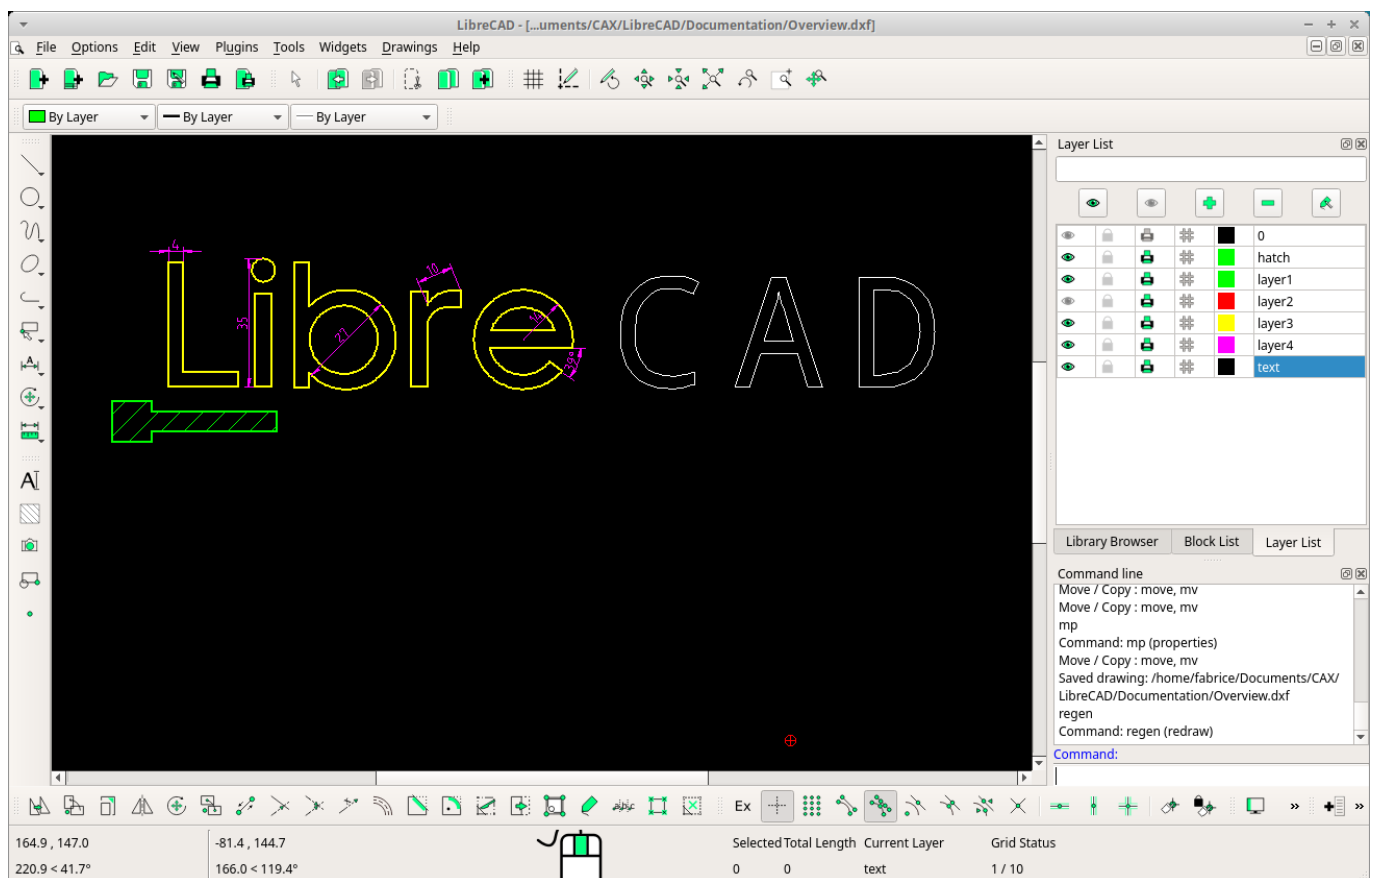 LibreCAD - [...uments/CAX/LibreCAD/Documentation/Overview.dxf]
File Options Edit View Plugins Tools Widgets Drawings Help
By Layer By Layer By Layer
Layer List
0
hatch
layer1
layer2
layer3
layer4
text
4
10
35
27
14
39°
Libre CAD
Library Browser Block List Layer List
Command line
Move / Copy : move, mv
Move / Copy : move, mv
mp
Command: mp (properties)
Move / Copy : move, mv
Saved drawing: /home/fabrice/Documents/CAX/
LibreCAD/Documentation/Overview.dxf
regen
Command: regen (redraw)
Command:
A
A
abc
Ex
» »
164.9 , 147.0 -81.4 , 144.7 Selected Total Length Current Layer Grid Status
220.9 < 41.7° 166.0 < 119.4° 0 0 text 1 / 10